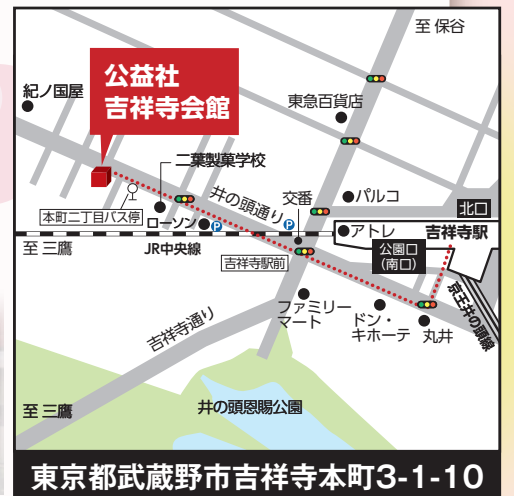 至 保谷
紀ノ国屋
公益社
吉祥寺会館
東急百貨店
二葉製菓学校
井の頭通り
交番
パルコ
北口
本町二丁目バス停
ローソン
P
P
アトレ
吉祥寺駅
至 三鷹
JR中央線
吉祥寺駅前
公園口
(南口)
京王井の頭線
ファミリー
マート
ドン・
キホーテ
丸井
吉祥寺通り
井の頭恩賜公園
至 三鷹
東京都武蔵野市吉祥寺本町3-1-10